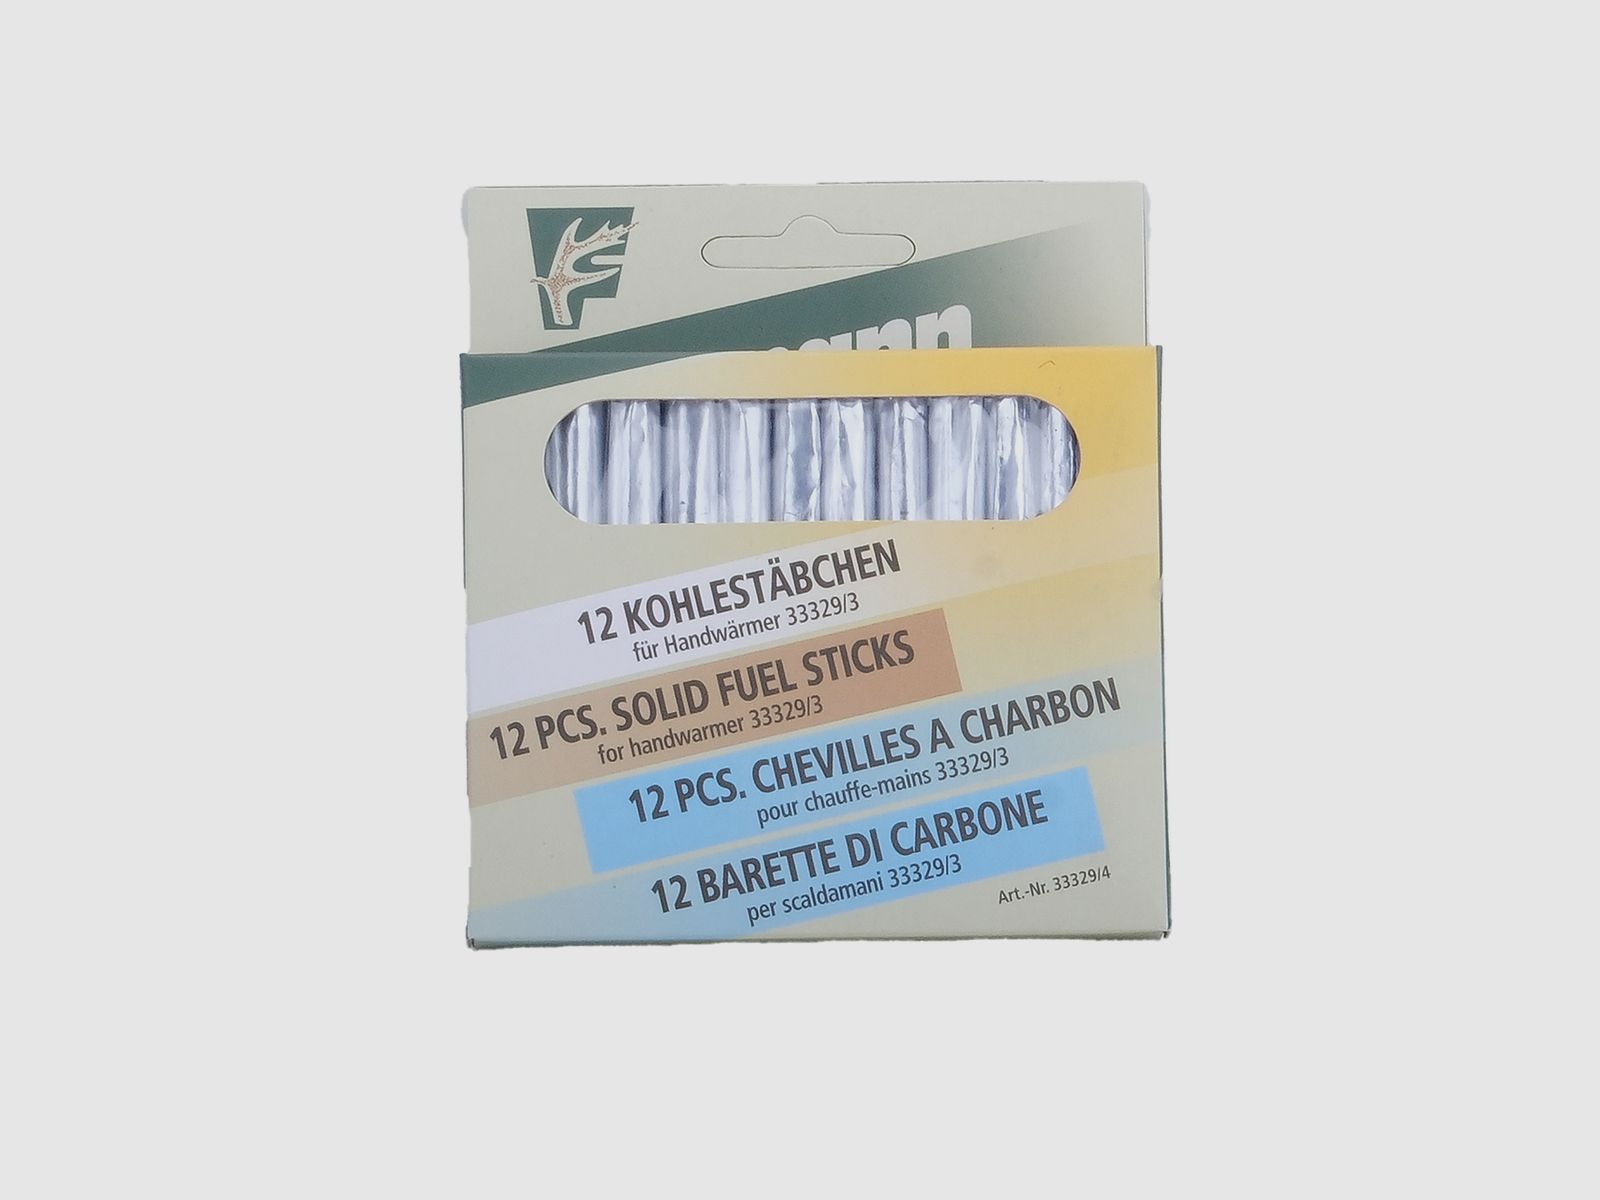 12 KOHLESTÄBCHEN
für Handwärmer 33329/3
12 PCS. SOLID FUEL STICKS
for handwarmer 33329/3
12 PCS. CHEVILLES A CHARBON
pour chauffe-mains 33329/3
12 BARETTE DI CARBONE
per scaldamani 33329/3
Art.-Nr. 33329/4